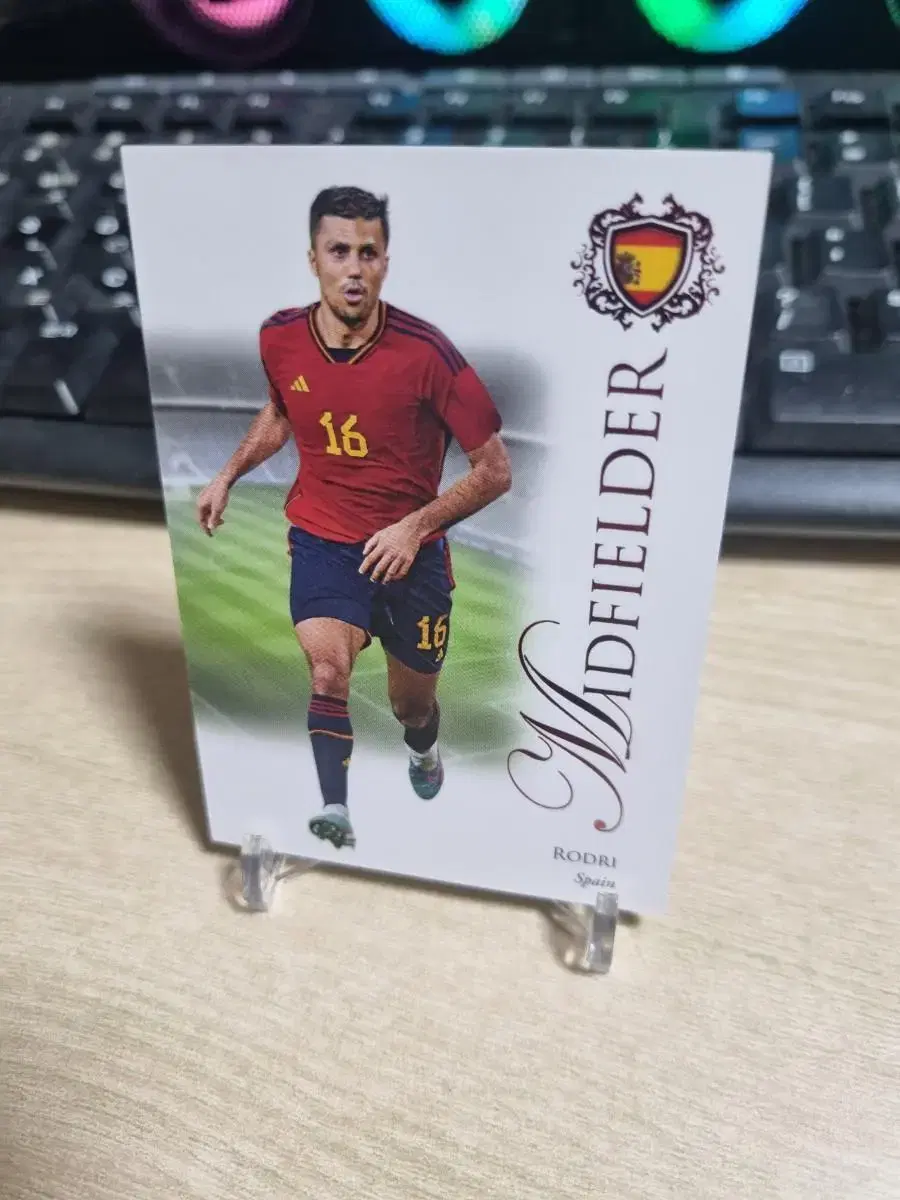 16
16
MIDFIELDER
RODRI
Spain